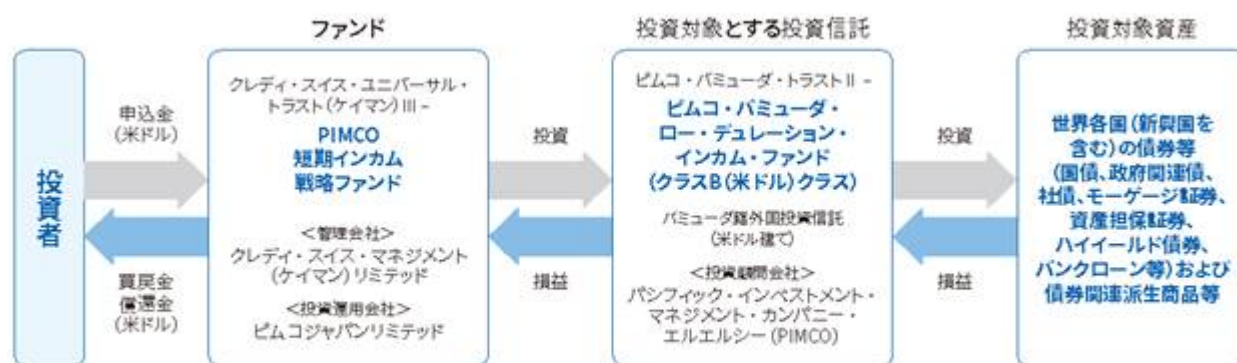 ファンド
投資対象とする投資信託
投資対象資産
投資者
申込金
(米ドル)
買戻金
償還金
(米ドル)
クレディ・スイス・ユニバーサル・
トラスト(ケイマン)III –
PIMCO
短期インカム
戦略ファンド
<管理会社>
クレディ・スイス・マネジメント
(ケイマン)リミテッド
<投資運用会社>
ピムコジャパンリミテッド
投資
損益
ピムコ・バミューダ・トラストII –
ピムコ・バミューダ・
ロー・デュレーション・
インカム・ファンド
(クラスB(米ドル)クラス)
バミューダ籍外国投資信託
(米ドル建て)
<投資顧問会社>
パシフィック・インベストメント・
マネジメント・カンパニー・
エルエルシー(PIMCO)
投資
損益
世界各国(新興国を
含む)の債券等
(国債、政府関連債、
社債、モーゲージ証券、
資産担保証券、
ハイイールド債券、
バンクローン等)および
債券関連派生商品等